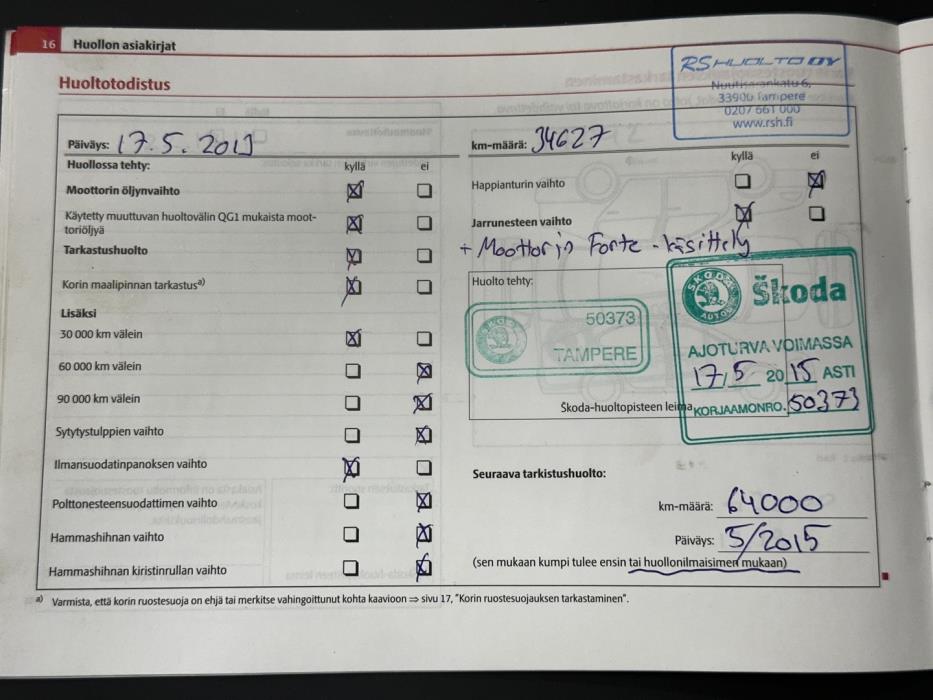 16 Huollon asiakirjat
Huoltotodistus
RS HUOLTO OY
Nuutisarankatu 6,
33900 Tampere
0207 661 000
www.rsh.fi
Päiväys: 17.5.2013
Huollossa tehty: kyllä ei
Moottorin öljynvaihto
Käytetty muuttuvan huoltovälin QG1 mukaista moot-
toriöljyä
Tarkastushuolto
Korin maalipinnan tarkastus a)
Lisäksi
30 000 km välein
60 000 km välein
90 000 km välein
Sytytystulppien vaihto
Ilmansuodatinpanoksen vaihto
Polttonesteensuodattimen vaihto
Hammashihnan vaihto
Hammashihnan kiristinrullan vaihto
km-määrä: 34627
kyllä ei
Happianturin vaihto
Jarrunesteen vaihto
+ Moottorin Forte - käsittely
Huolto tehty:
50373
TAMPERE
SKODA
AUTO
Škoda
AJOTURVA VOIMASSA
17/5 2015 ASTI
KORJAAMONRO. 50373
Škoda-huoltopisteen leima
Seuraava tarkistushuolto:
km-määrä: 64000
Päiväys: 5/2015
(sen mukaan kumpi tulee ensin tai huollonilmaisimen mukaan)
a) Varmista, että korin ruostesuoja on ehjä tai merkitse vahingoittunut kohta kaavioon ⇒ sivu 17, "Korin ruostesuojauksen tarkastaminen".